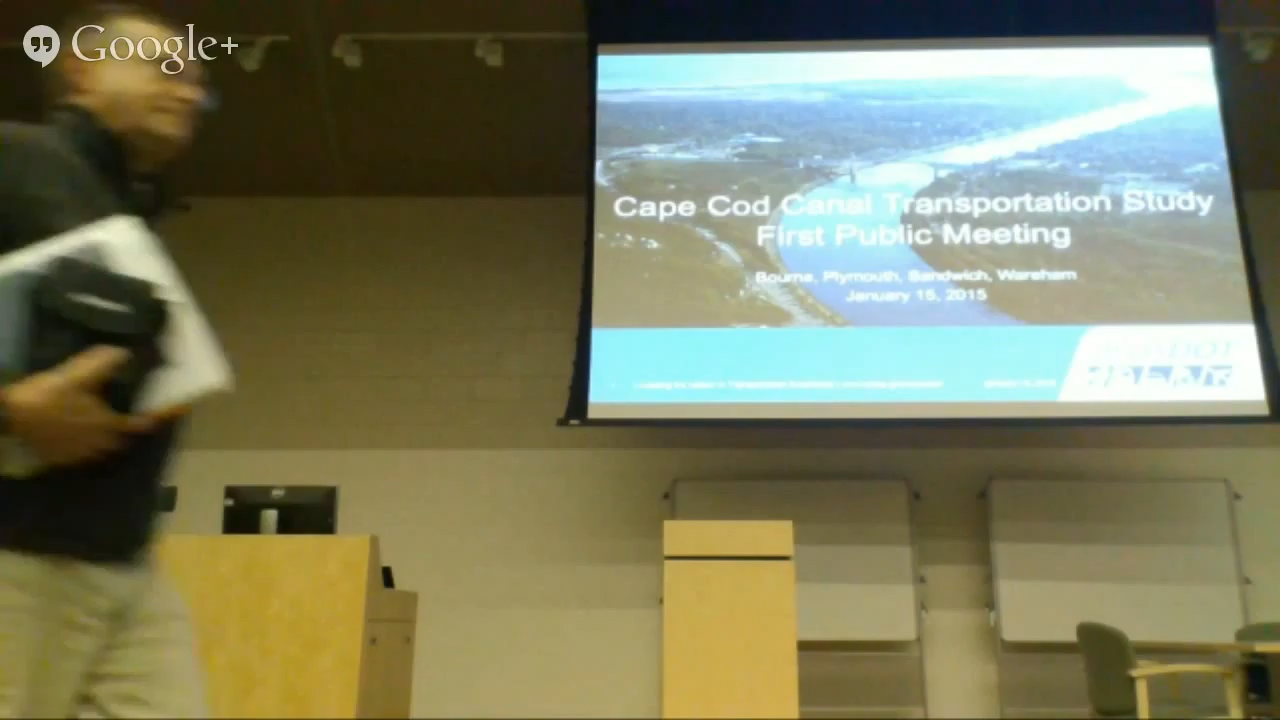 Google+
Cape Cod Canal Transportation Study
First Public Meeting
Bourne, Plymouth, Sandwich, Wareham
January 15, 2015